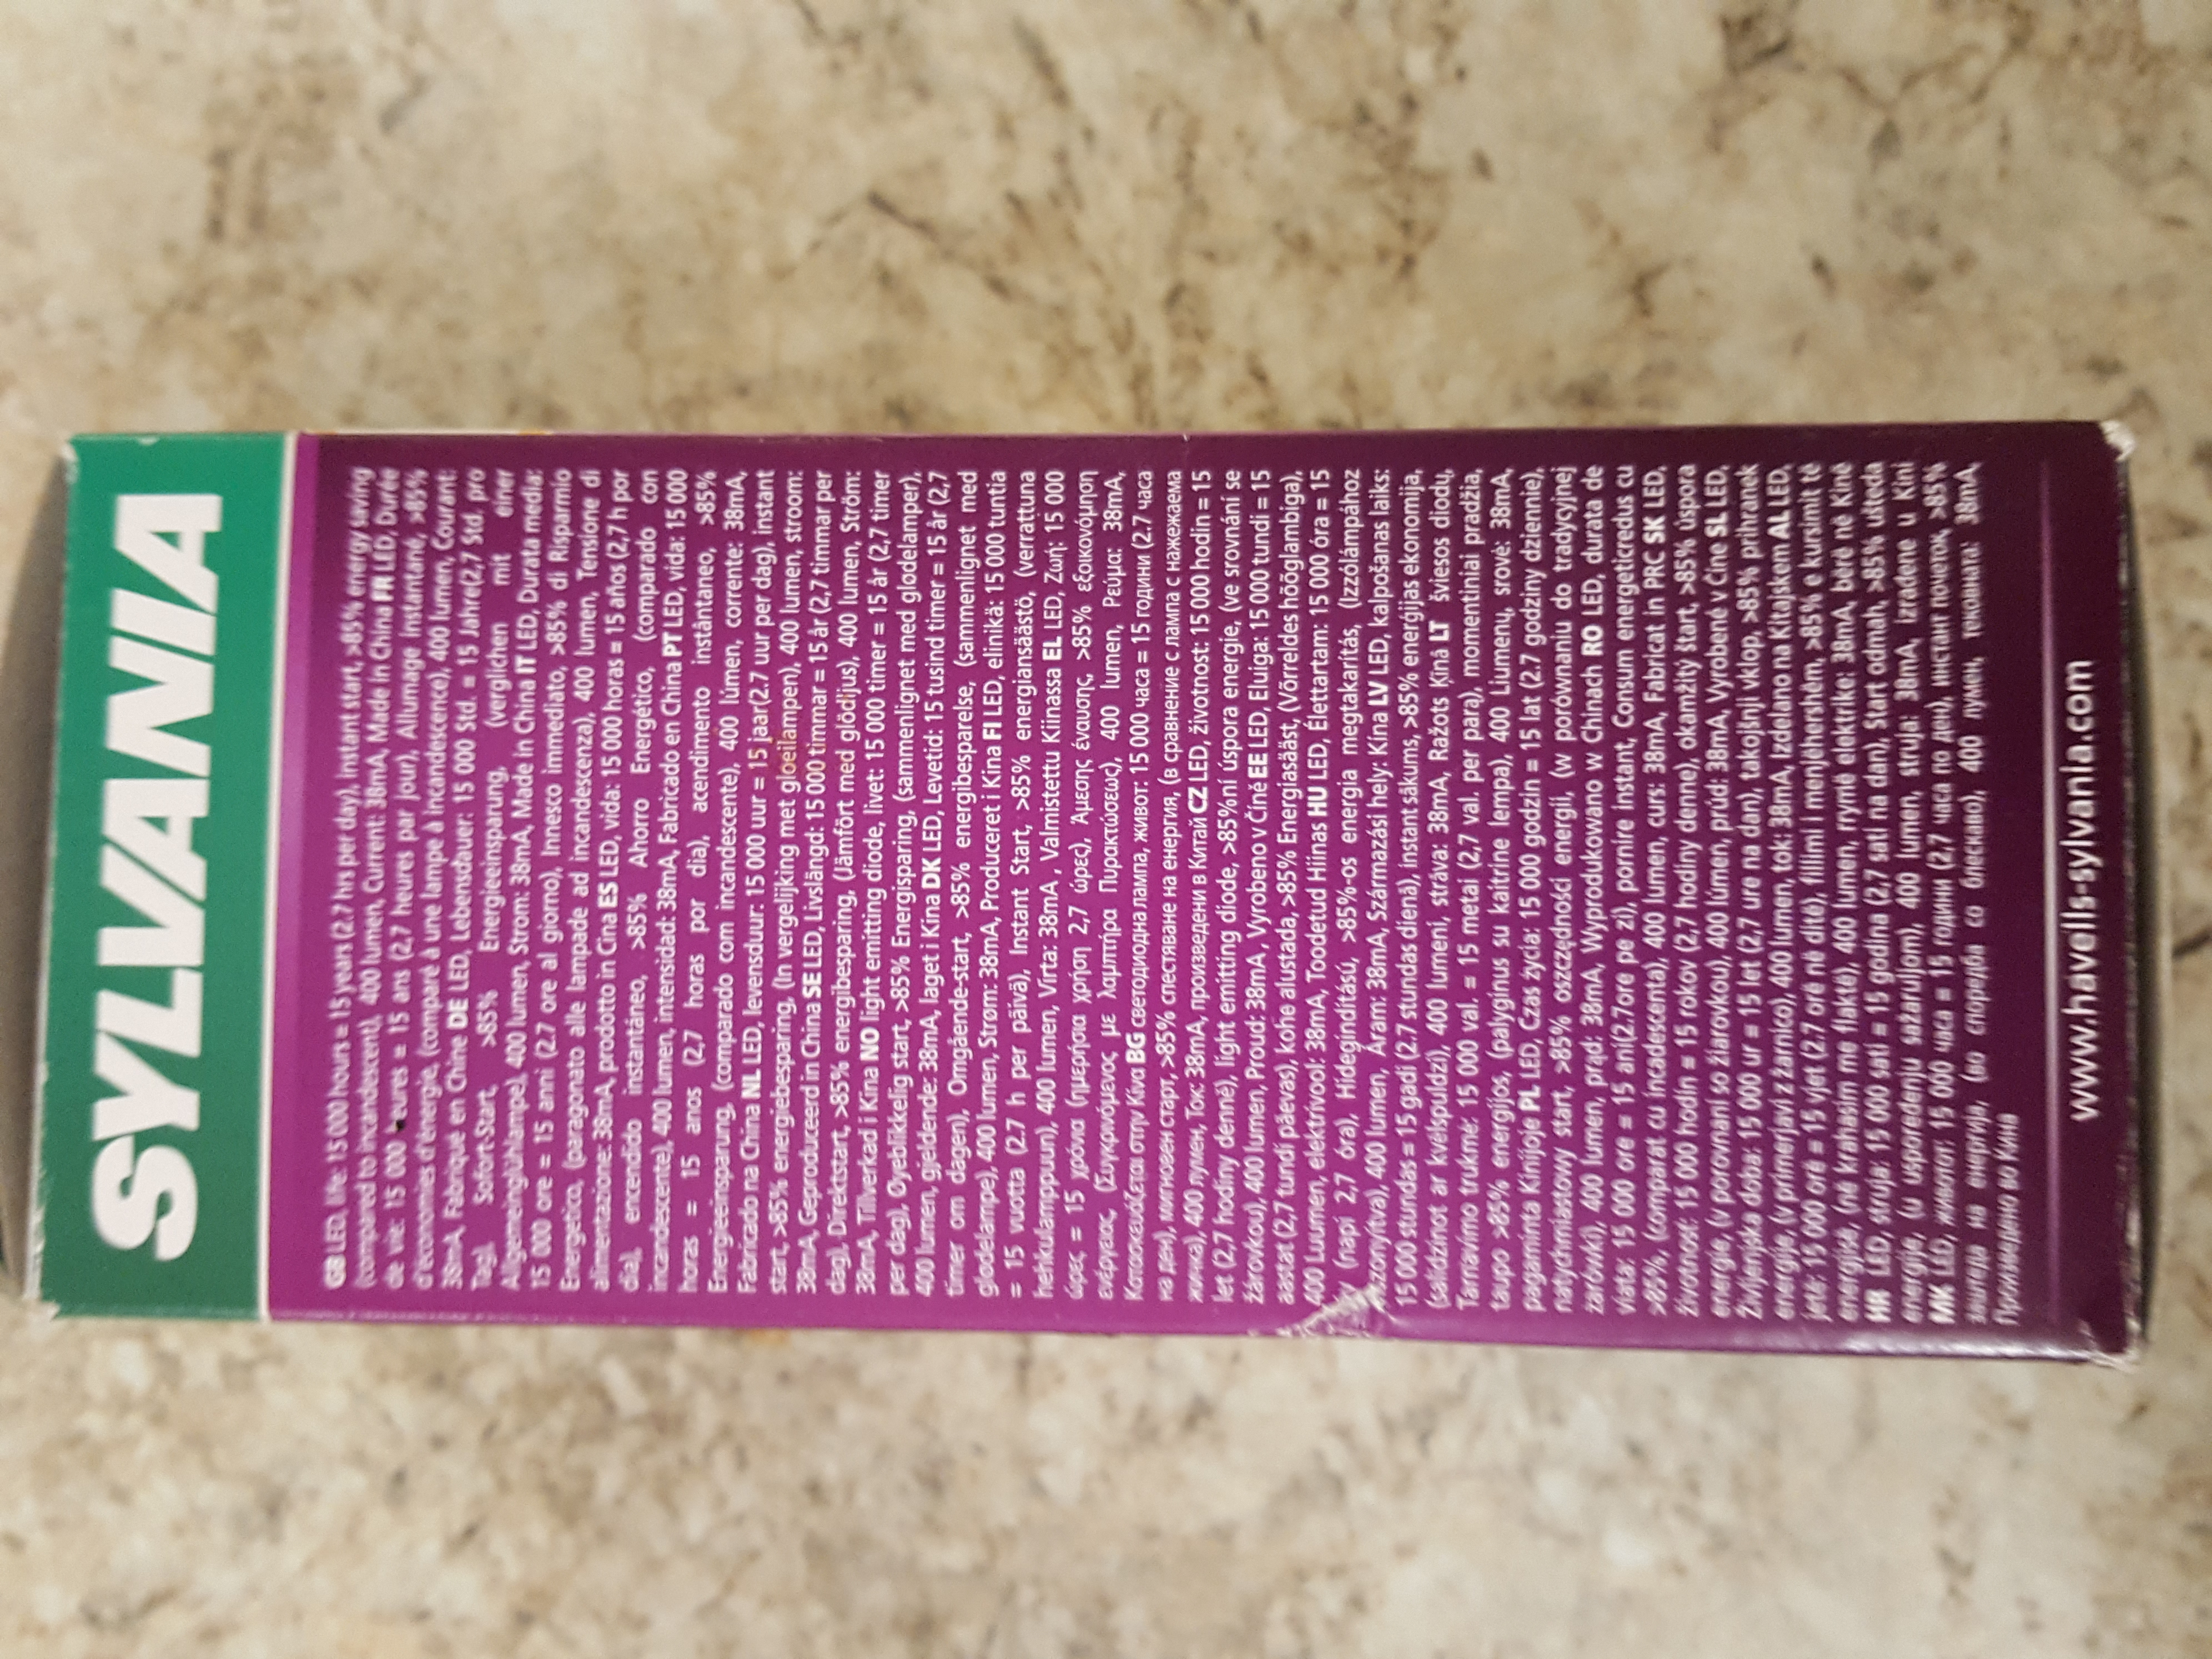 SYLVANIA
GB LED, life: 15 000 hours = 15 years (2.7 hrs per day), Instant start, >85% energy saving
(compared to incandescent), 400 lumen, Current: 38mA, Made in China FR LED, Durée
de vie: 15 000 = 15 ans (2.7 heures par jour), Allumage instantané, >85%
d'économies d'énergie, (comparé à une lampe à incandescence), 400 lumen, Courant:
38mA, Fabriqué en Chine DE LED, Lebensdauer: 15 000 Std. = 15 Jahre(2.7 Std. pro
Tag), Sofort-Start, >85% Energieeinsparung, (verglichen mit einer
Allgemeinglühlampe), 400 lumen, Strom: 38mA, Made in China IT LED, Durata media:
15 000 ore = 15 anni (2.7 ore al giorno), Innesco immediato, >85% di Risparmio
Energetico, (paragonato alle lampade ad incandescenza), 400 lumen, Tensione di
alimentazione: 38mA, prodotto in Cina ES LED, vida: 15 000 horas = 15 años (2,7 h por
día), encendido instantáneo, >85% Ahorro Energético, (comparado con
incandescente), 400 lumen, intensidad: 38mA, Fabricado en China PT LED, vida: 15 000
horas = 15 anos (2,7 horas por dia), acendimento instântaneo, >85%
Energieeinsparung, (comparado com incandescente), 400 lúmen, corrente: 38mA,
Fabricado na China NL LED, levensduur: 15 000 uur = 15 jaar(2.7 uur per dag), instant
start, >85% energiebesparing, (In vergelijking met gloeilampen), 400 lumen, stroom:
38mA, Geproduceerd in China SE LED, Livslängd: 15 000 timmar = 15 år (2,7 timmar per
dag), Direktstart, >85% energibesparing, (Jämfört med glödljus), 400 lumen, Ström:
38mA, Tillverkad i Kina NO light emitting diode, livet: 15 000 timer = 15 år (2,7 timer
per dag), Oyeblikkelig start, >85% Energisparing, (sammenlignet med glodelamper),
400 lumen, gjeldende: 38mA, laget i Kina DK LED, Levetid: 15 tusind timer = 15 år (2,7
timer om dagen), Omgående-start, >85% energibesparelse, (sammenlignet med
glødelampe), 400 lumen, Strøm: 38mA, Produceret i Kina FI LED, elinikä: 15 000 tuntia
= 15 vuotta (2.7 h per päivä), Instant Start, >85% energiansäästö, (verrattuna
hehkulamppuun), 400 lumen, Virta: 38mA , Valmistettu Kiinassa EL LED, Ζωή: 15 000
ώρες = 15 χρόνια (ημερήσια χρήση 2,7 ώρες), Άμεσης έναυσης, >85% εξοικονόμηση
ενέργειας, (Συγκρινόμενος με λαμπτήρα Πυρακτώσεως), 400 lumen, Ρεύμα: 38mA,
Κατασκευάζεται στην Κίνα BG светодиодна лампа, живот: 15 000 часа = 15 години (2.7 часа
на ден), мигновен старт, >85% спестяване на енергия, (в сравнение с лампа с нажежаема
жичка), 400 лумен, Ток: 38mA, произведени в Китай CZ LED, životnost: 15 000 hodin = 15
let (2,7 hodiny denně), light emitting diode, >85%ní úspora energie, (ve srovnání se
žárovkou), 400 lumen, Proud: 38mA, Vyrobeno v Číně EE LED, Eluiga: 15 000 tundi = 15
aastat (2,7 tundi päevas), kohe alustada, >85% Energiasääst, (Võrreldes hõõglambiga),
400 Lumen, elektrivool: 38mA, Toodetud Hiinas HU LED, Élettartam: 15 000 óra = 15
év (napi 2,7 óra), Hidegindítású, >85%-os energia megtakarítás, (Izzólámpához
viszonyítva), 400 lumen, Áram: 38mA, Származási hely: Kína LV LED, kalpošanas laiks:
15 000 stundas = 15 gadi (2.7 stundas dienā), instant sākums, >85% enerģijas ekonomija,
(salīdzinot ar kvēkpuldzi), 400 lumeni, strāva: 38mA, Ražots Ķīnā LT šviesos diodų,
Tarnavimo trukmė: 15 000 val. = 15 metai (2,7 val. per parą), momentiniai pradžia,
taupo >85% energijos, (palyginus su kaitrine lempa), 400 Liumenų, srovė: 38mA,
pagaminta Kinijoje PL LED, Czas życia: 15 000 godzin = 15 lat (2.7 godziny dziennie),
natychmiastowy start, >85% oszczędności energii, (w porównaniu do tradycyjnej
żarówki), 400 lumen, prąd: 38mA, Wyprodukowano w Chinach RO LED, durata de
viata: 15 000 ore = 15 ani(2.7ore pe zi), pornire instant, Consum energeticredus cu
>85%, (comparat cu incadescenta), 400 lumen, curs: 38mA, Fabricat in PRC SK LED,
životnosť: 15 000 hodín = 15 rokov (2.7 hodiny denne), okamžitý štart, >85% úspora
energie, (v porovnaní so žiarovkou), 400 lúmen, prúd: 38mA, Vyrobené v Číne SL LED,
Življenjska doba: 15 000 ur = 15 let (2.7 ure na dan), takojšnji vklop, >85% prihranek
energije, (v primerjavi z žarnico), 400 lumen, tok: 38mA, izdelano na Kitajskem AL LED,
jeta: 15 000 orë = 15 vjet (2.7 orë në ditë), fillimi i menjëhershëm, >85% e kursimit të
energjisë, (në krahasim me flaktë), 400 lumen, rrymë elektrike: 38mA, bërë në Kinë
HR LED, struja: 15 000 sati = 15 godina (2.7 sati na dan), Start odmah, >85% ušteda
energije, (u usporedenju sažaruljom), 400 lumen, struja: 38mA, izradene u Kini
MK LED, живот: 15 000 часа = 15 години (2.7 часа по ден), инстант почеток, >85%
заштеда на енергија, (во споредба со блескаво), 400 лумен, тековниот: 38mA,
Произведено во Кина
www.havells-sylvania.com